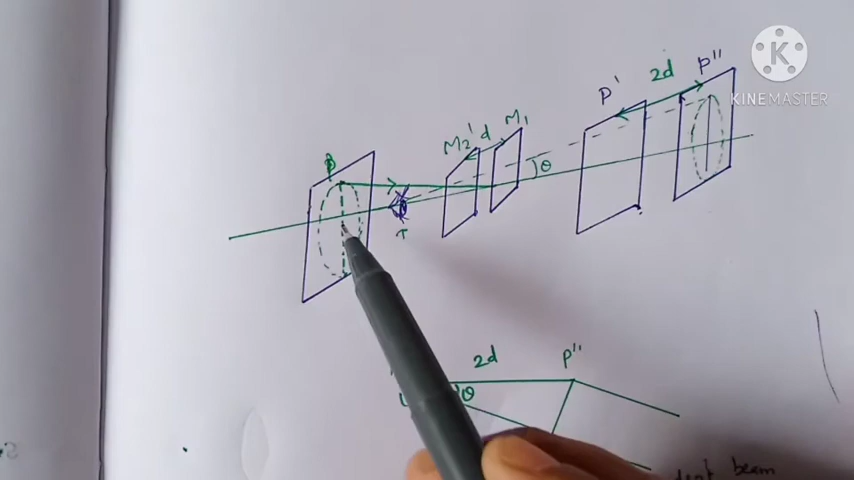 K
KINEMASTER
P' 2d P"
M2' d M1
P
θ
T
2d P"
θ
beam